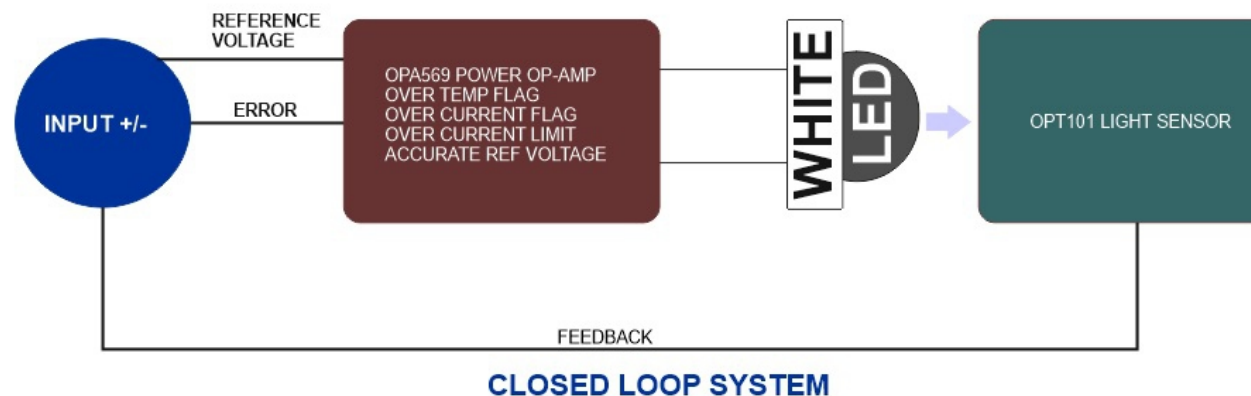 REFERENCE
VOLTAGE
INPUT +/-
ERROR
OPA569 POWER OP-AMP
OVER TEMP FLAG
OVER CURRENT FLAG
OVER CURRENT LIMIT
ACCURATE REF VOLTAGE
WHITE
LED
OPT101 LIGHT SENSOR
FEEDBACK
CLOSED LOOP SYSTEM